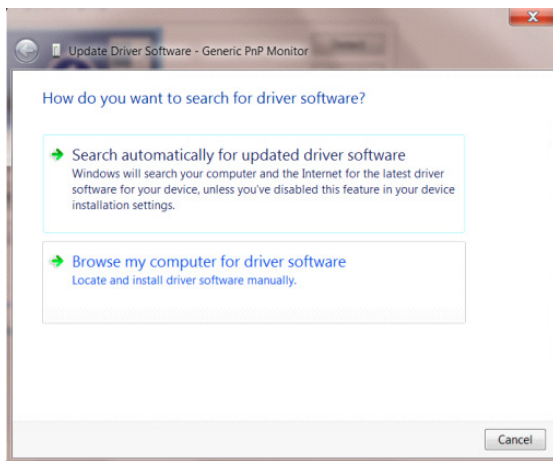 Update Driver Software - Generic PnP Monitor
How do you want to search for driver software?
Search automatically for updated driver software
Windows will search your computer and the Internet for the latest driver
software for your device, unless you've disabled this feature in your device
installation settings.
Browse my computer for driver software
Locate and install driver software manually.
Cancel